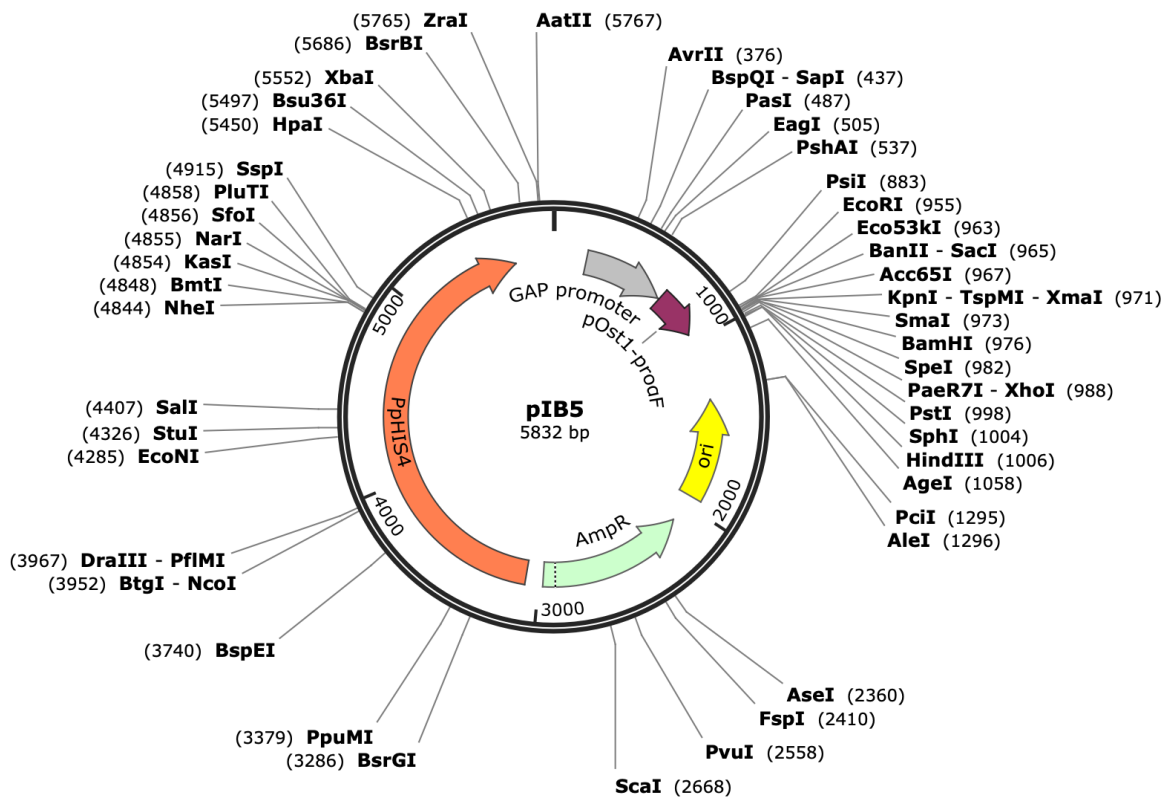 (5765) ZraI
(5686) BsrBI
(5552) XbaI
(5497) Bsu36I
(5450) HpaI
(4915) SspI
(4858) PluTI
(4856) SfoI
(4855) NarI
(4854) KasI
(4848) BmtI
(4844) NheI
(4407) SalI
(4326) StuI
(4285) EcoNI
(3967) DraIII - PflMI
(3952) BtgI - NcoI
(3740) BspEI
(3379) PpuMI
(3286) BsrGI
AatII (5767)
AvrII (376)
BspQI - SapI (437)
PasI (487)
EagI (505)
PshAI (537)
PsiI (883)
EcoRI (955)
Eco53kI (963)
BanII - SacI (965)
Acc65I (967)
KpnI - TspMI - XmaI (971)
SmaI (973)
BamHI (976)
SpeI (982)
PaeR7I - XhoI (988)
PstI (998)
SphI (1004)
HindIII (1006)
AgeI (1058)
PciI (1295)
AleI (1296)
AseI (2360)
FspI (2410)
PvuI (2558)
ScaI (2668)
1000
2000
3000
4000
5000
GAP promoter
pOst1-proαF
ori
AmpR
PpHIS4
pIB5
5832 bp